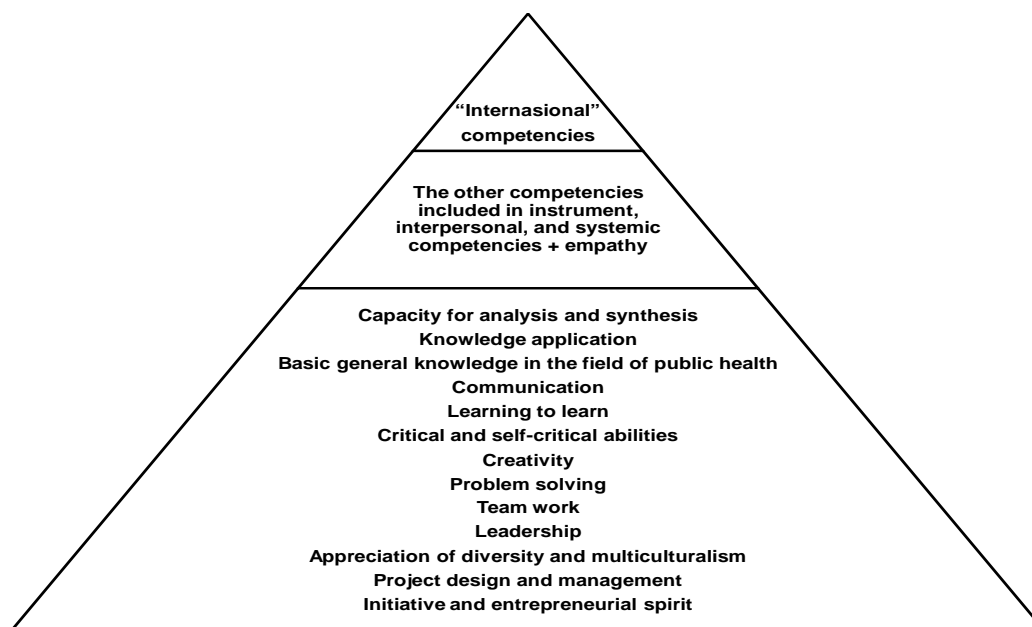 “Internasional”
competencies
The other competencies
included in instrument,
interpersonal, and systemic
competencies + empathy
Capacity for analysis and synthesis
Knowledge application
Basic general knowledge in the field of public health
Communication
Learning to learn
Critical and self-critical abilities
Creativity
Problem solving
Team work
Leadership
Appreciation of diversity and multiculturalism
Project design and management
Initiative and entrepreneurial spirit